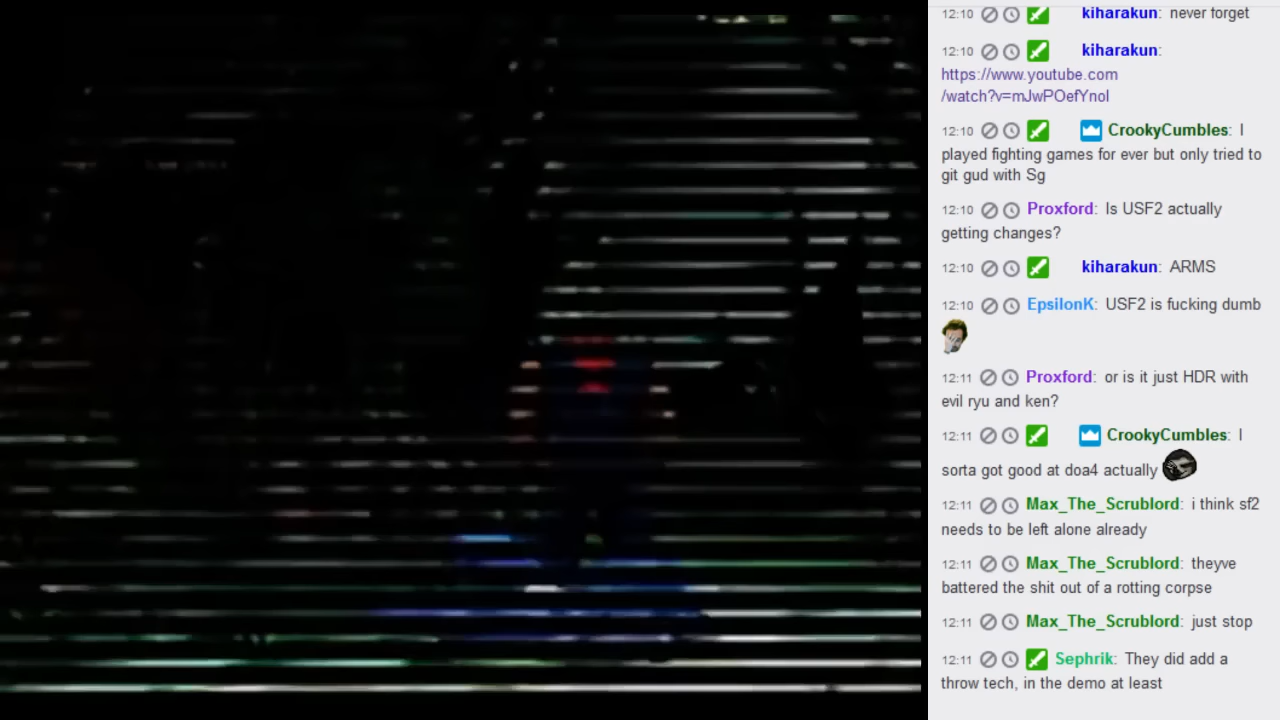 12:10 kiharakun: never forget
12:10 kiharakun:
https://www.youtube.com
/watch?v=mJwPOefYnoI
12:10 CrookyCumbles: I
played fighting games for ever but only tried to
git gud with Sg
12:10 Proxford: Is USF2 actually
getting changes?
12:10 kiharakun: ARMS
12:10 EpsilonK: USF2 is fucking dumb
12:11 Proxford: or is it just HDR with
evil ryu and ken?
12:11 CrookyCumbles: I
sorta got good at doa4 actually
12:11 Max_The_Scrublord: i think sf2
needs to be left alone already
12:11 Max_The_Scrublord: theyve
battered the shit out of a rotting corpse
12:11 Max_The_Scrublord: just stop
12:11 Sephrik: They did add a
throw tech, in the demo at least